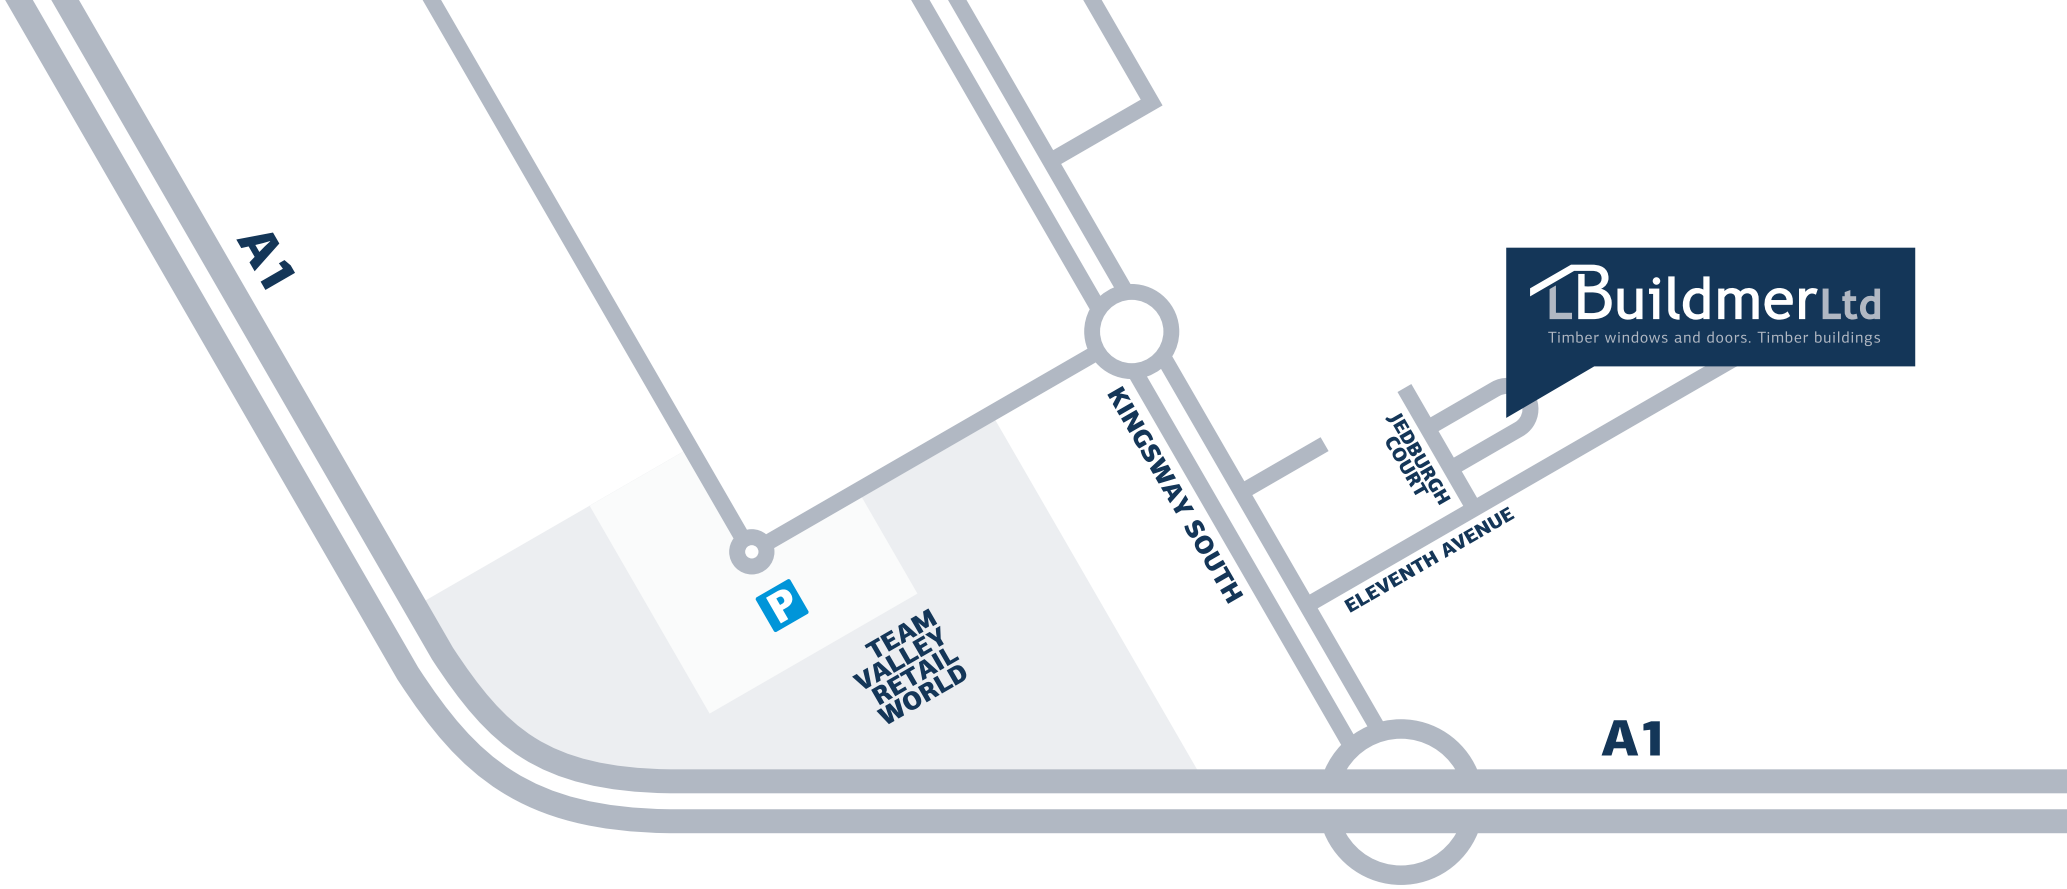 A1
LBuildmer Ltd
Timber windows and doors. Timber buildings
KINGSWAY SOUTH
JEDBURGH
COURT
ELEVENTH AVENUE
P
TEAM
VALLEY
RETAIL
WORLD
A1